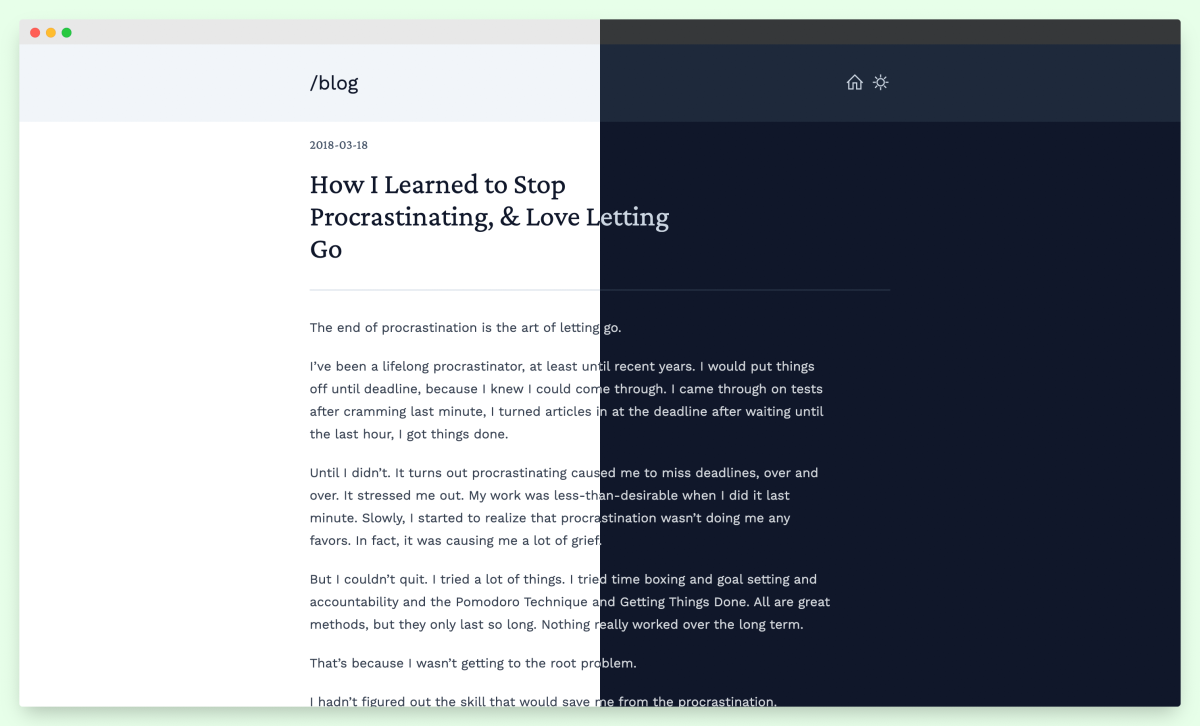 /blog
2018-03-18
How I Learned to Stop
Procrastinating, & Love Letting
Go
The end of procrastination is the art of letting go.
I’ve been a lifelong procrastinator, at least until recent years. I would put things
off until deadline, because I knew I could come through. I came through on tests
after cramming last minute, I turned articles in at the deadline after waiting until
the last hour, I got things done.
Until I didn’t. It turns out procrastinating caused me to miss deadlines, over and
over. It stressed me out. My work was less-than-desirable when I did it last
minute. Slowly, I started to realize that procrastination wasn’t doing me any
favors. In fact, it was causing me a lot of grief.
But I couldn’t quit. I tried a lot of things. I tried time boxing and goal setting and
accountability and the Pomodoro Technique and Getting Things Done. All are great
methods, but they only last so long. Nothing really worked over the long term.
That’s because I wasn’t getting to the root problem.
I hadn’t figured out the skill that would save me from the procrastination.